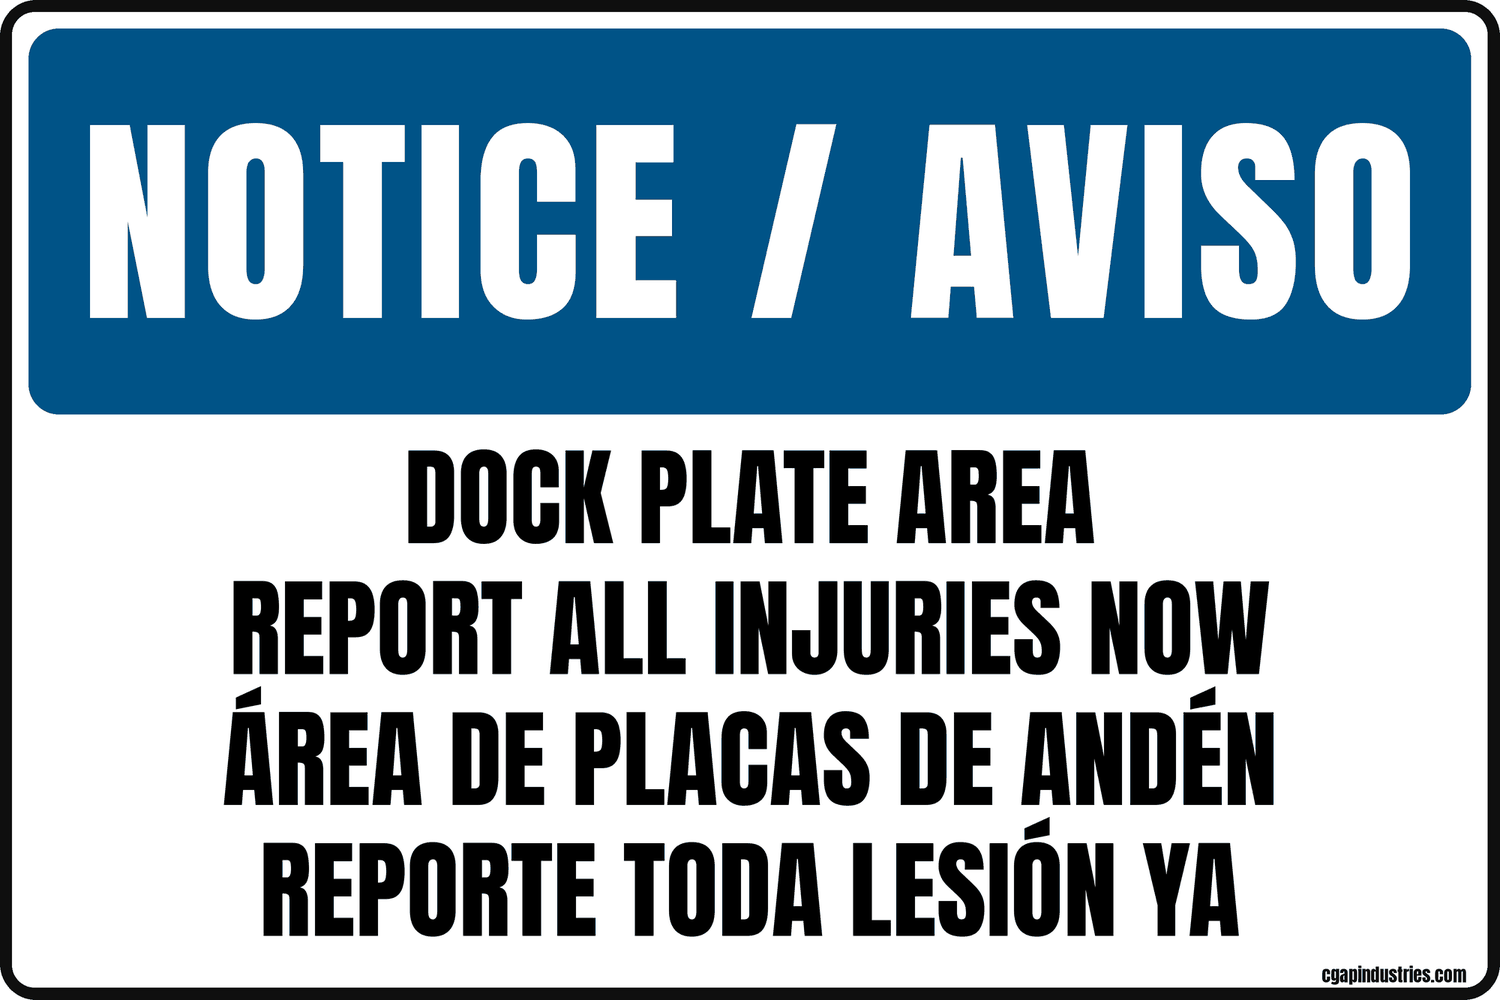 NOTICE / AVISO
DOCK PLATE AREA
REPORT ALL INJURIES NOW
ÁREA DE PLACAS DE ANDÉN
REPORTE TODA LESIÓN YA
cgapindustries.com